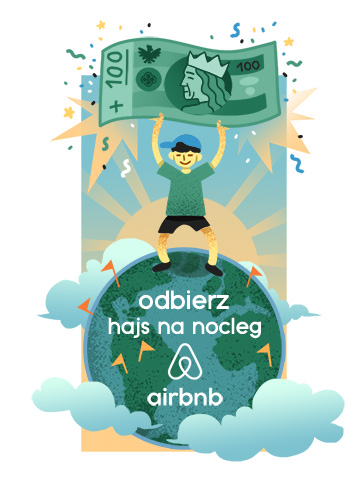 + 100
100
odbierz
hajs na nocleg
airbnb